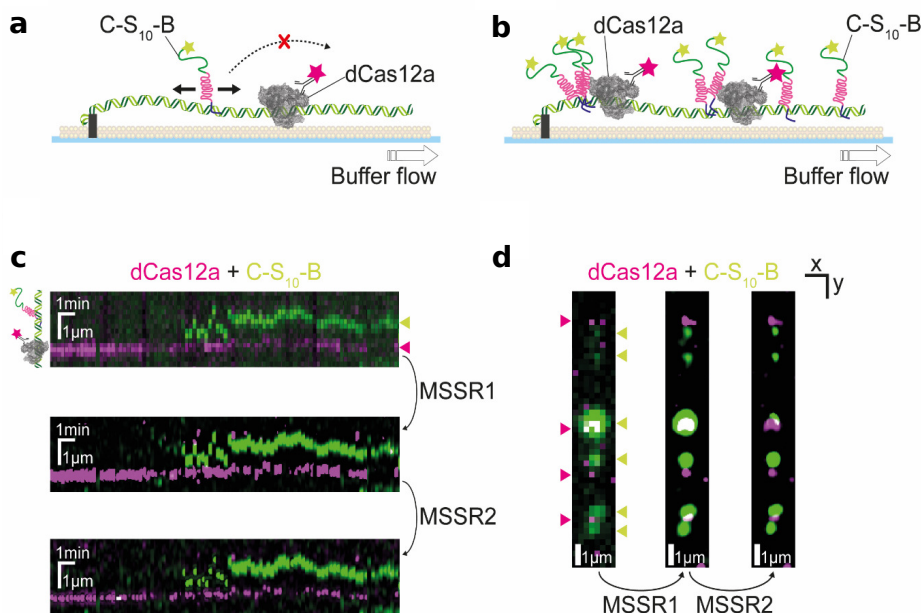 a
C-S10-B
dCas12a
Buffer flow
b
dCas12a
C-S10-B
Buffer flow
c
dCas12a + C-S10-B
1min
1μm
MSSR1
1min
1μm
MSSR2
1min
1μm
d
dCas12a + C-S10-B
x
y
1μm
1μm
1μm
MSSR1
MSSR2